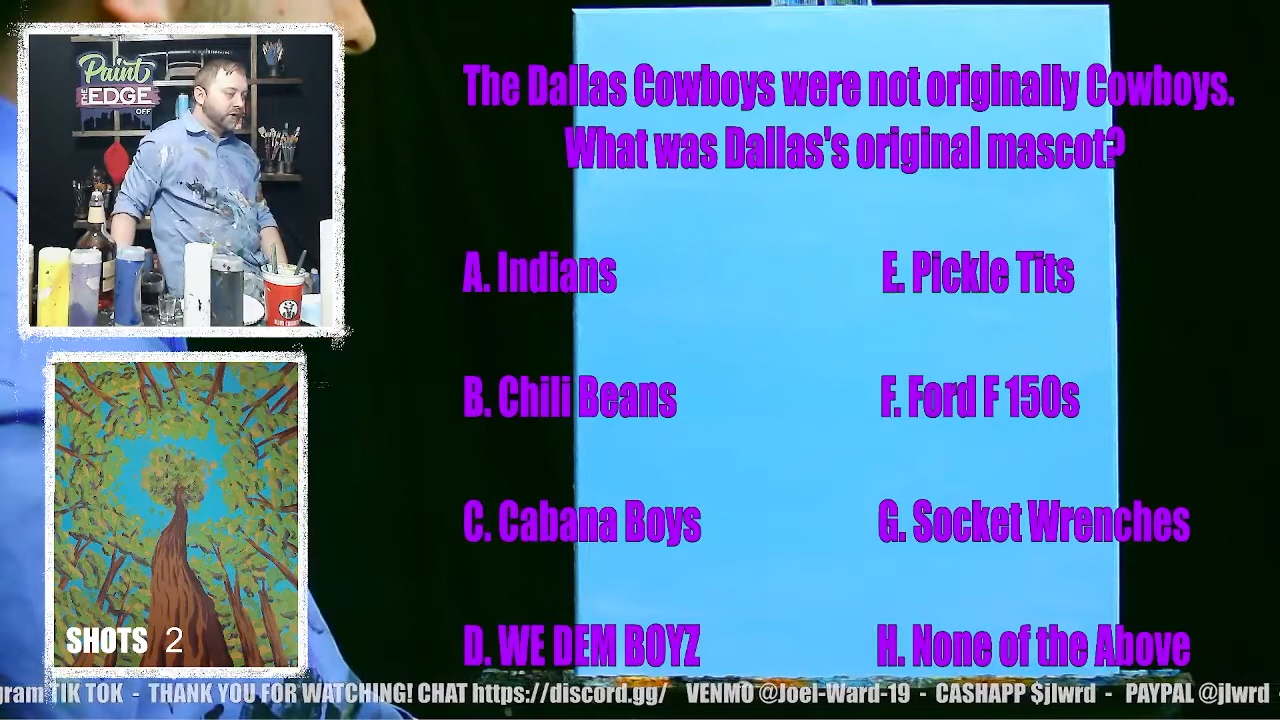 Paint
THE EDGE
OFF
The Dallas Cowboys were not originally Cowboys.
What was Dallas's original mascot?
A. Indians
E. Pickle Tits
B. Chili Beans
F. Ford F 150s
C. Cabana Boys
G. Socket Wrenches
D. WE DEM BOYZ
H. None of the Above
SHOTS 2
gram TIK TOK - THANK YOU FOR WATCHING! CHAT https://discord.gg/ VENMO @Joel-Ward-19 - CASHAPP $jlwrd - PAYPAL @jlwrd